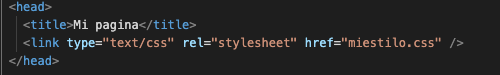 <head>
<title>Mi pagina</title>
<link type="text/css" rel="stylesheet" href="miestilo.css" />
</head>